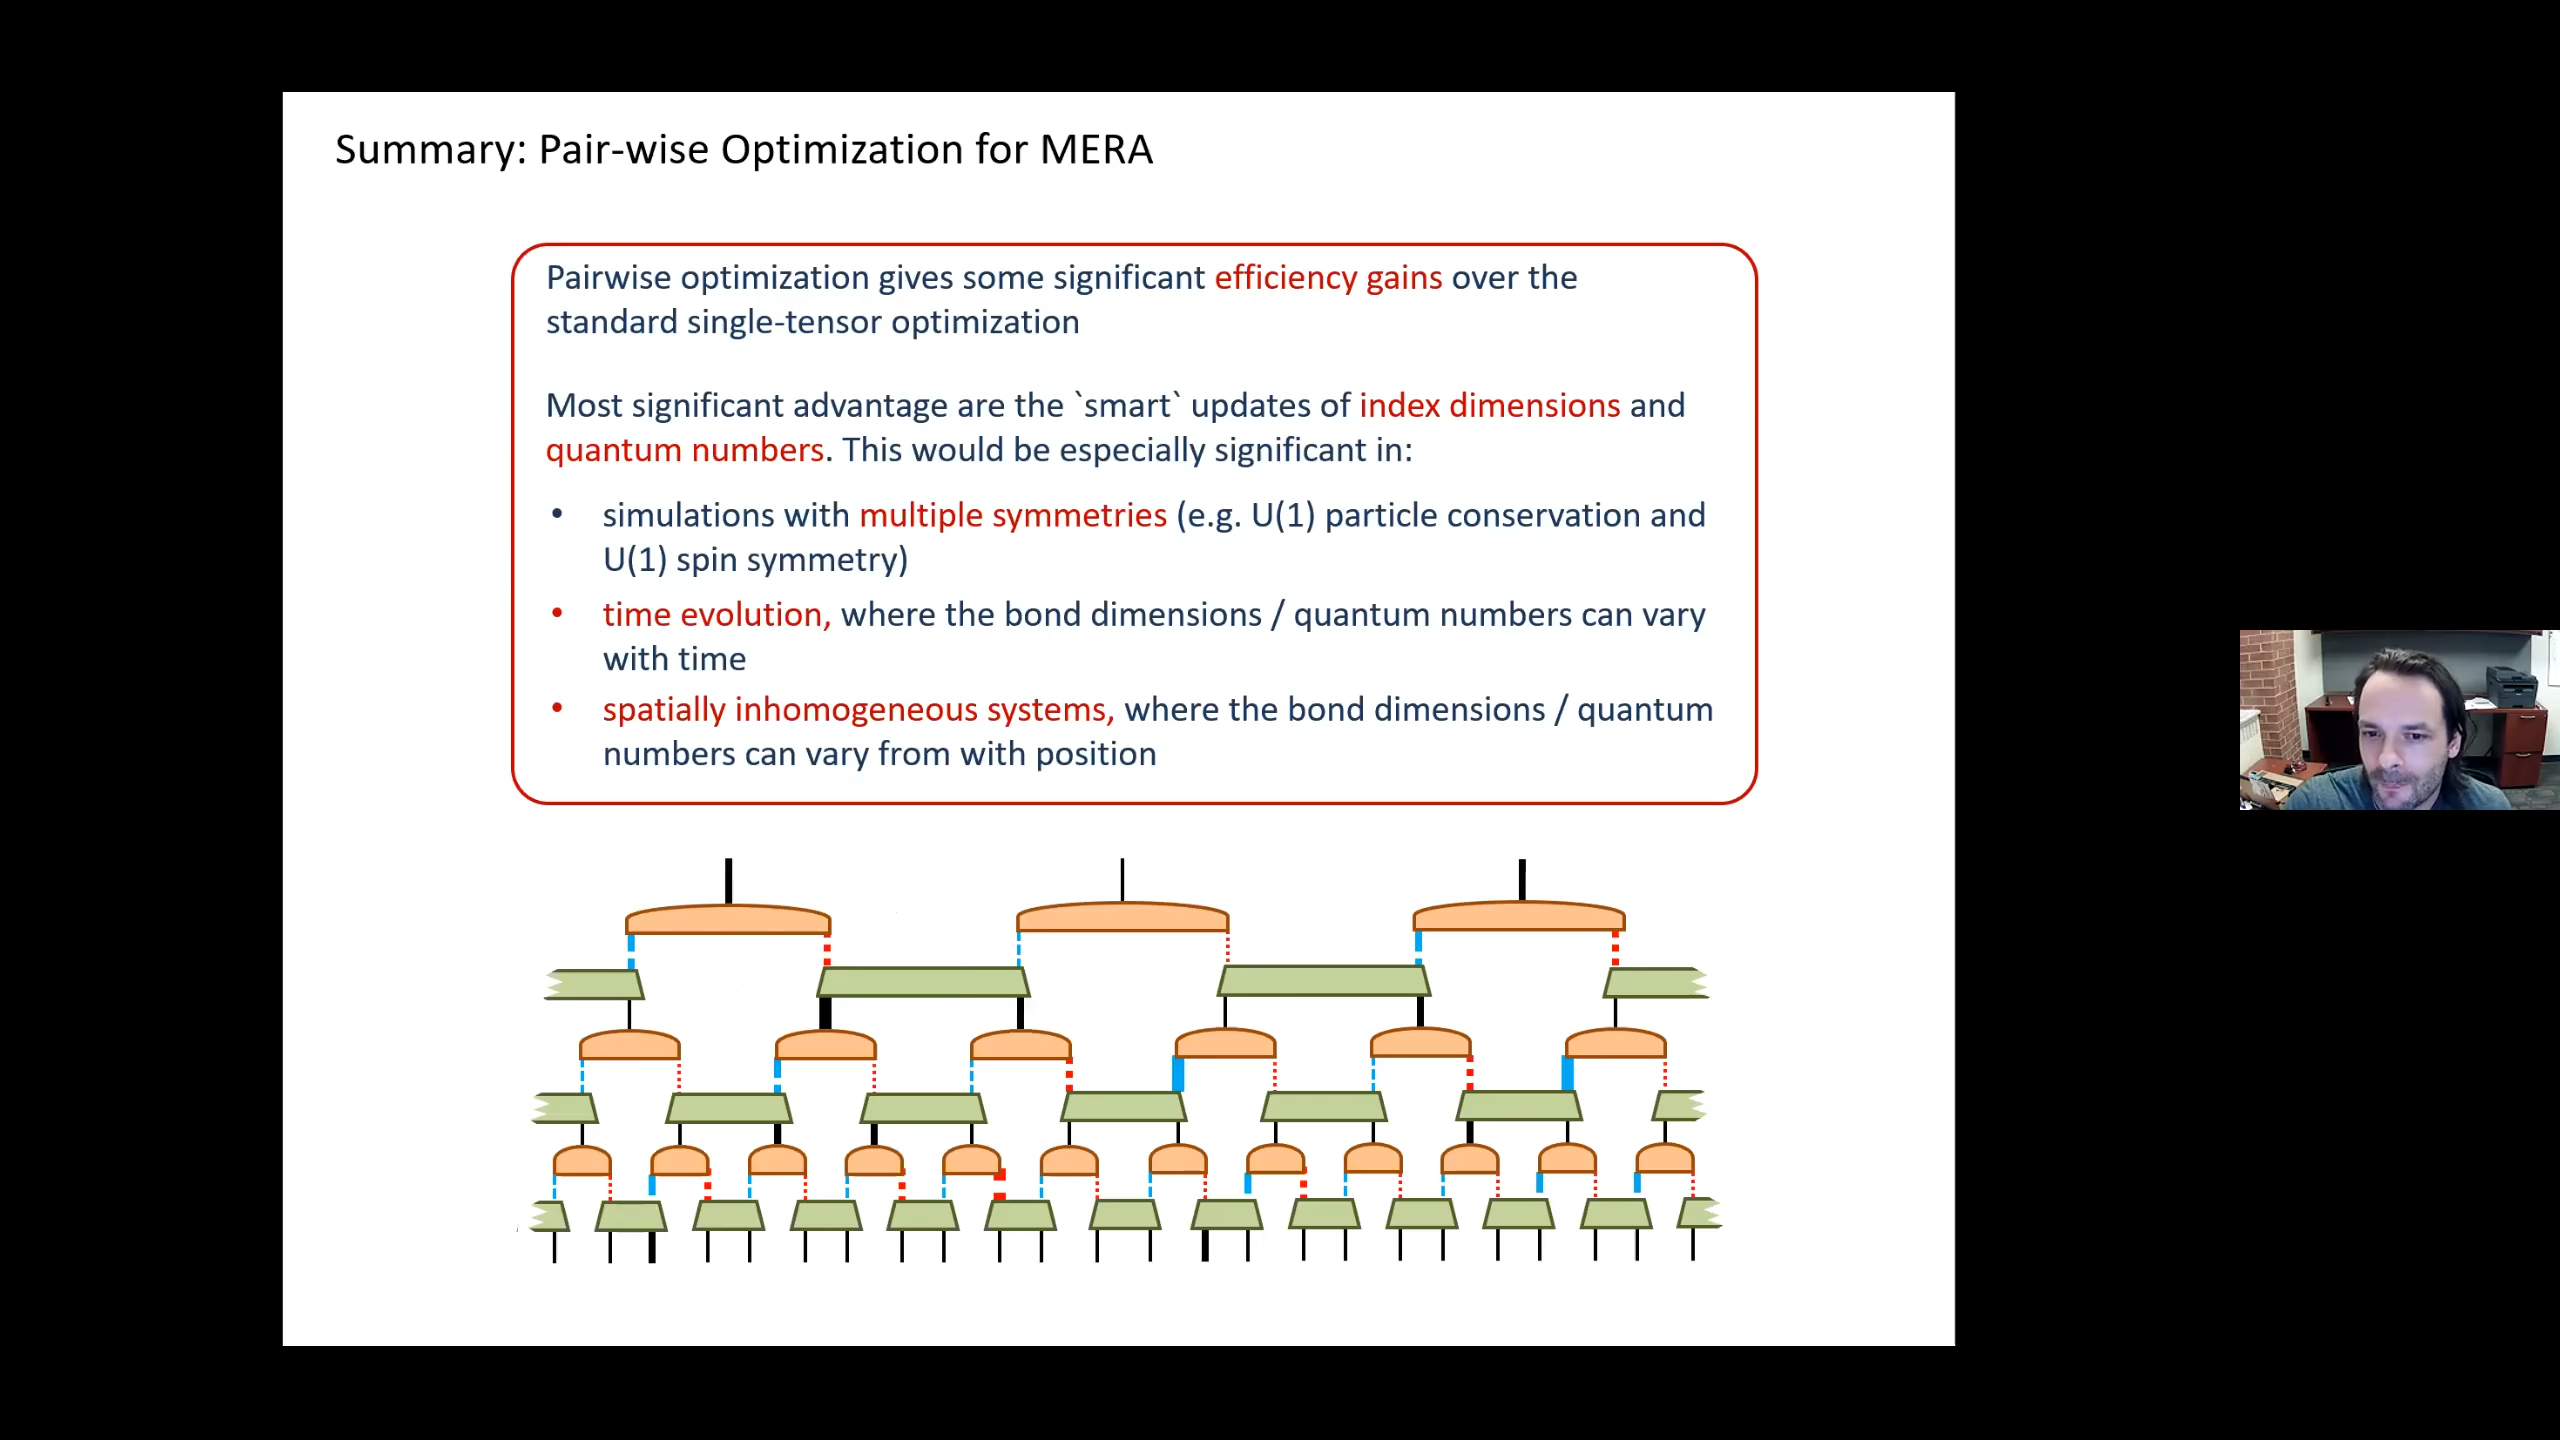 Summary: Pair-wise Optimization for MERA
Pairwise optimization gives some significant efficiency gains over the
standard single-tensor optimization
Most significant advantage are the `smart` updates of index dimensions and
quantum numbers. This would be especially significant in:
• simulations with multiple symmetries (e.g. U(1) particle conservation and
U(1) spin symmetry)
• time evolution, where the bond dimensions / quantum numbers can vary
with time
• spatially inhomogeneous systems, where the bond dimensions / quantum
numbers can vary from with position